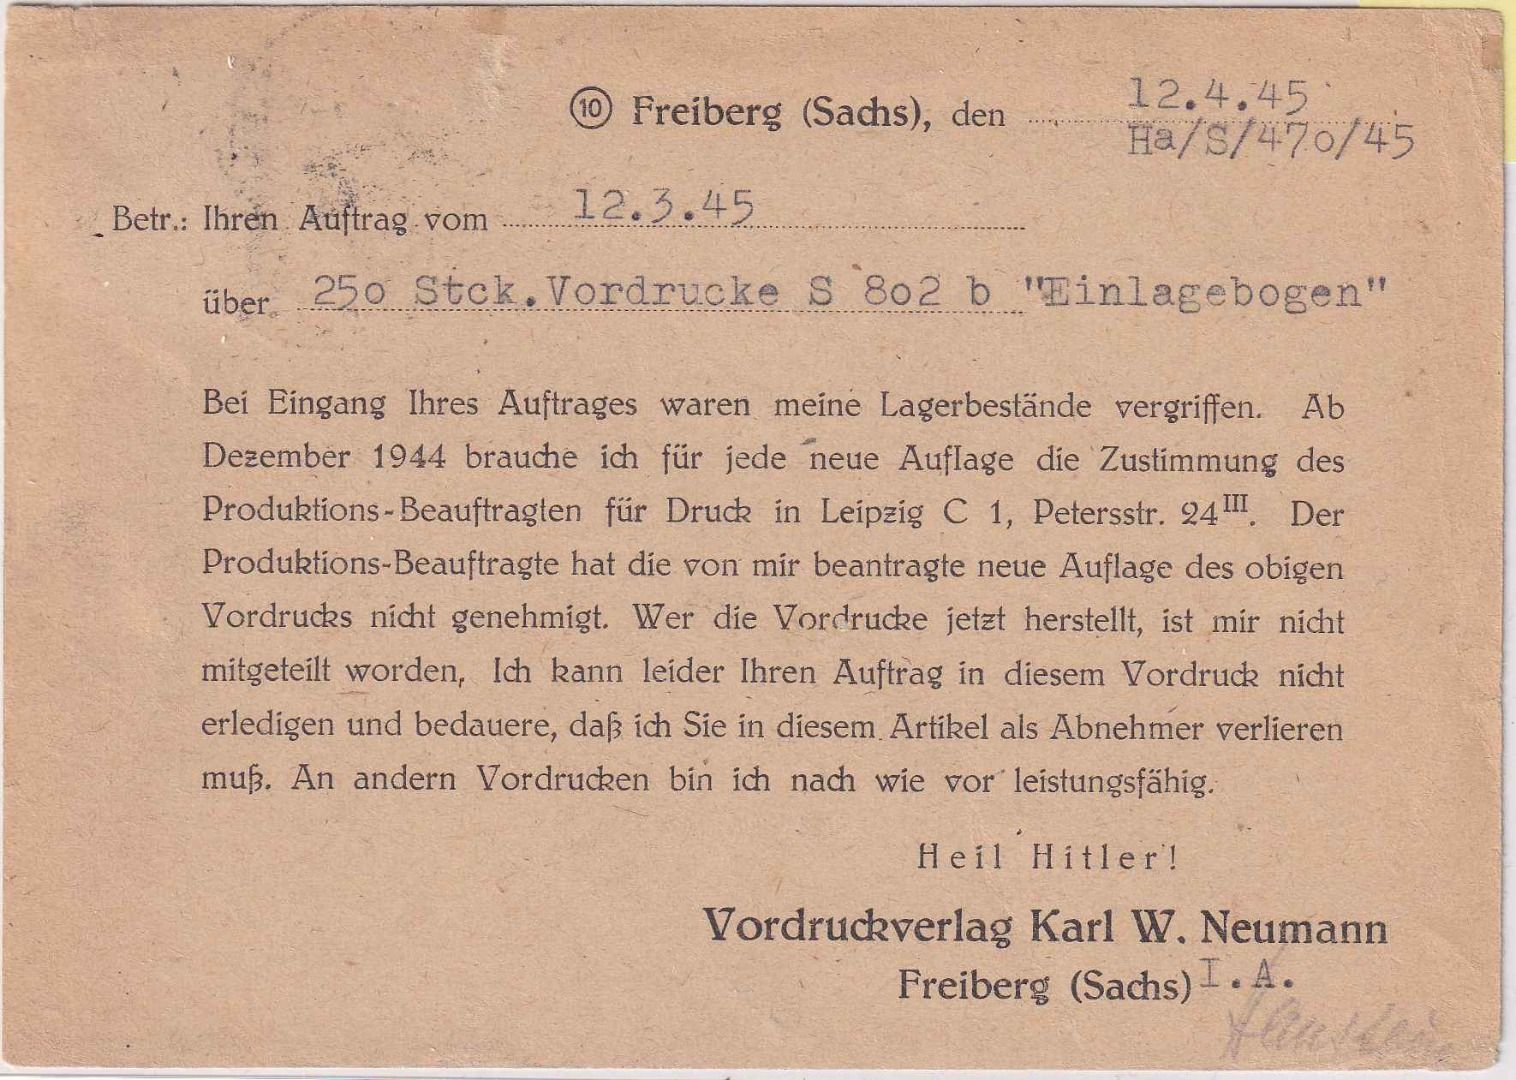 ⑩ Freiberg (Sachs), den 12.4.45
Ha/S/47o/45
Betr.: Ihren Auftrag vom 12.3.45
über 25o Stck.Vordrucke S 8o2 b "Einlagebogen"
Bei Eingang Ihres Auftrages waren meine Lagerbestände vergriffen. Ab
Dezember 1944 brauche ich für jede neue Auflage die Zustimmung des
Produktions-Beauftragten für Druck in Leipzig C 1, Petersstr. 24III. Der
Produktions-Beauftragte hat die von mir beantragte neue Auflage des obigen
Vordrucks nicht genehmigt. Wer die Vordrucke jetzt herstellt, ist mir nicht
mitgeteilt worden, Ich kann leider Ihren Auftrag in diesem Vordruck nicht
erledigen und bedauere, daß ich Sie in diesem Artikel als Abnehmer verlieren
muß. An andern Vordrucken bin ich nach wie vor leistungsfähig.
Heil Hitler!
Vordruckverlag Karl W. Neumann
Freiberg (Sachs) I.A.